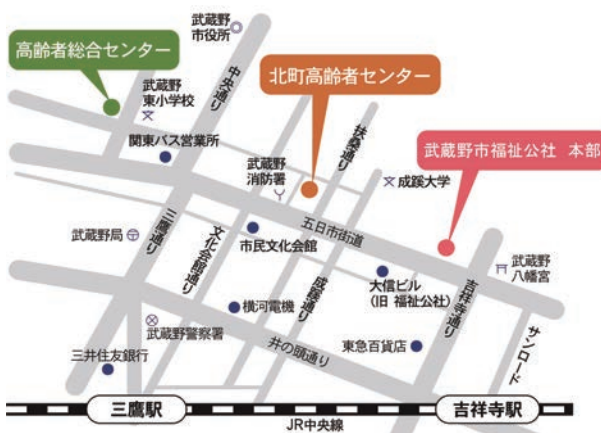 武蔵野
市役所
高齢者総合センター
中央通り
武蔵野
東小学校
北町高齢者センター
扶桑通り
関東バス営業所
武蔵野
消防署
武蔵野市福祉公社 本部
成蹊大学
三鷹通り
五日市街道
武蔵野局
文化会館通り
市民文化会館
成蹊通り
大信ビル
(旧 福祉公社)
吉祥寺通り
武蔵野
八幡宮
横河電機
武蔵野警察署
井の頭通り
東急百貨店
サンロード
三井住友銀行
三鷹駅
吉祥寺駅
JR中央線